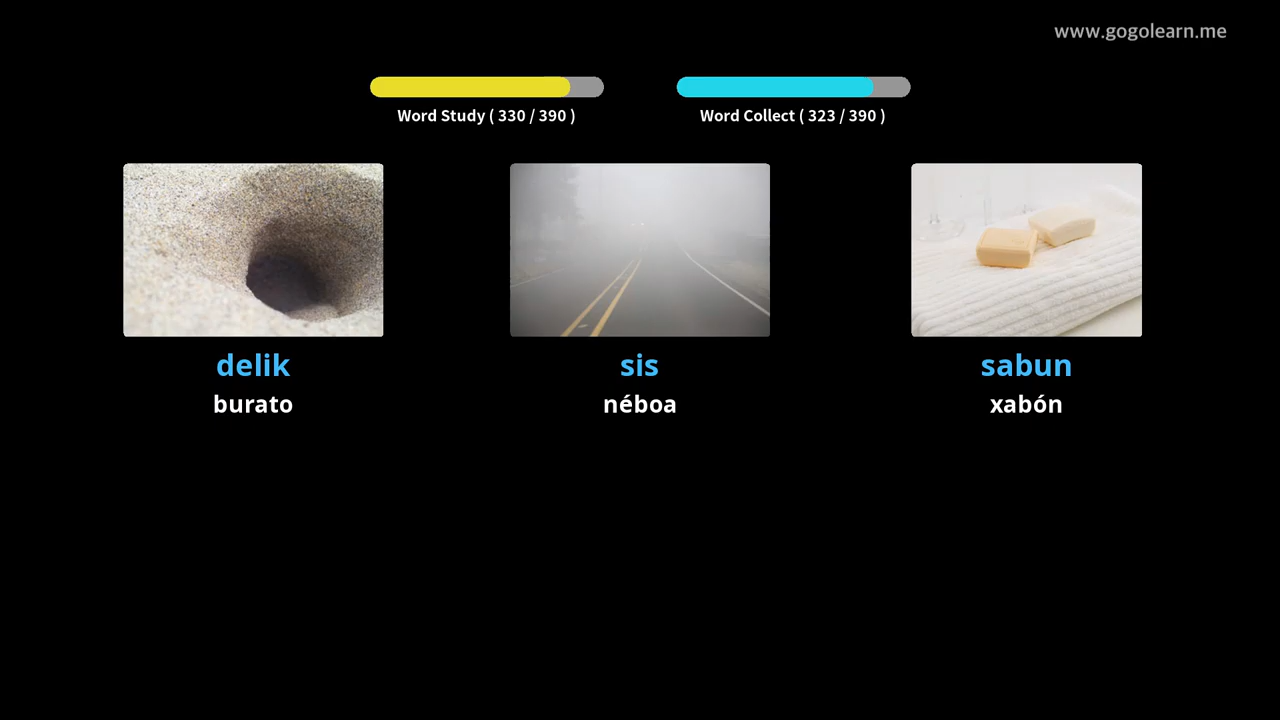 www.gogolearn.me
Word Study ( 330 / 390 )
Word Collect ( 323 / 390 )
delik
burato
sis
néboa
sabun
xabón